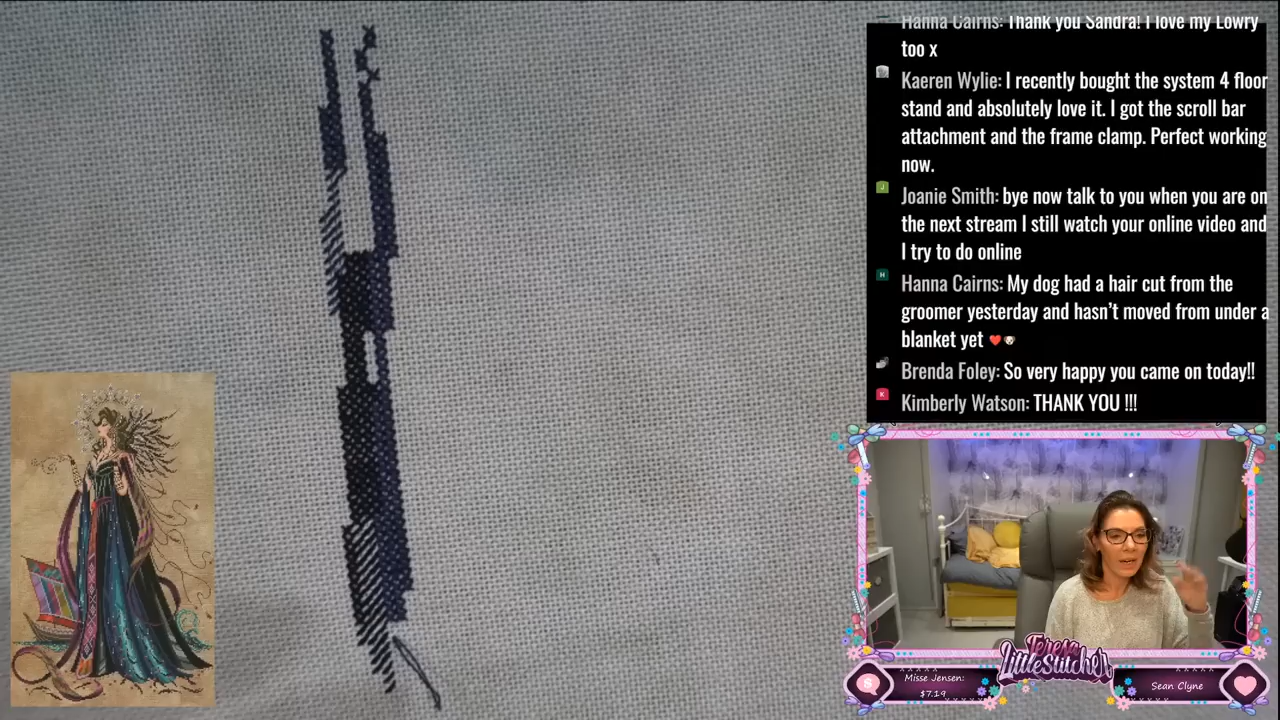 Hanna Cairns: Thank you Sandra! I love my Lowry
too x
Kaeren Wylie: I recently bought the system 4 floor
stand and absolutely love it. I got the scroll bar
attachment and the frame clamp. Perfect working
now.
Joanie Smith: bye now talk to you when you are on
the next stream I still watch your online video and
I try to do online
Hanna Cairns: My dog had a hair cut from the
groomer yesterday and hasn't moved from under a
blanket yet ❤️🐶
Brenda Foley: So very happy you came on today!!
Kimberly Watson: THANK YOU !!!
Teresa
LittleStitcher
Misse Jensen:
$7.19
Sean Clyne